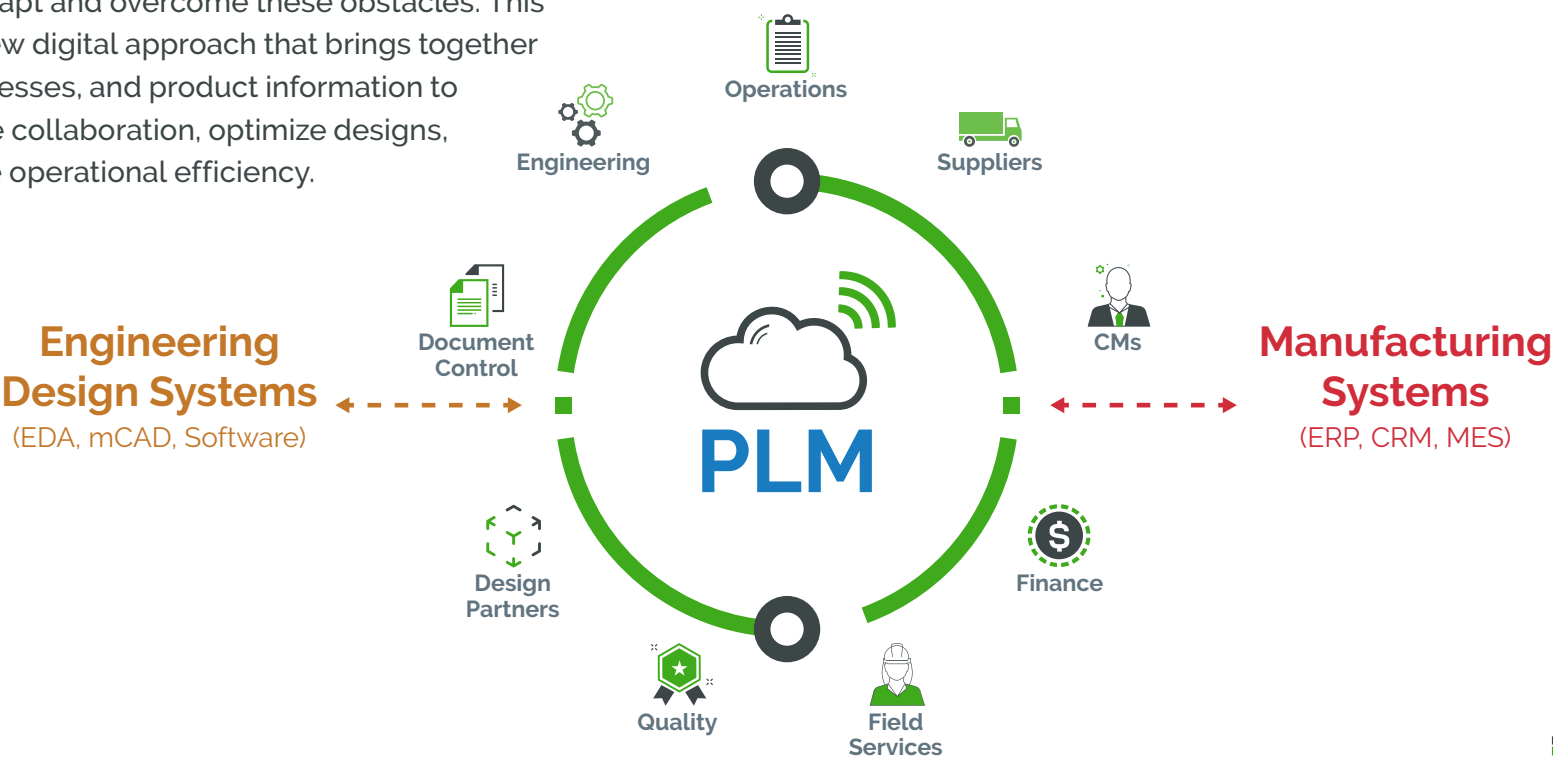 and overcome these obstacles. This
digital approach that brings together
and product information to
collaboration, optimize designs,
operational efficiency.
Operations
Engineering
Suppliers
Document
Control
CMs
Engineering
Design Systems
(EDA, mCAD, Software)
Manufacturing
Systems
(ERP, CRM, MES)
PLM
$
Design
Partners
Finance
Quality
Field
Services